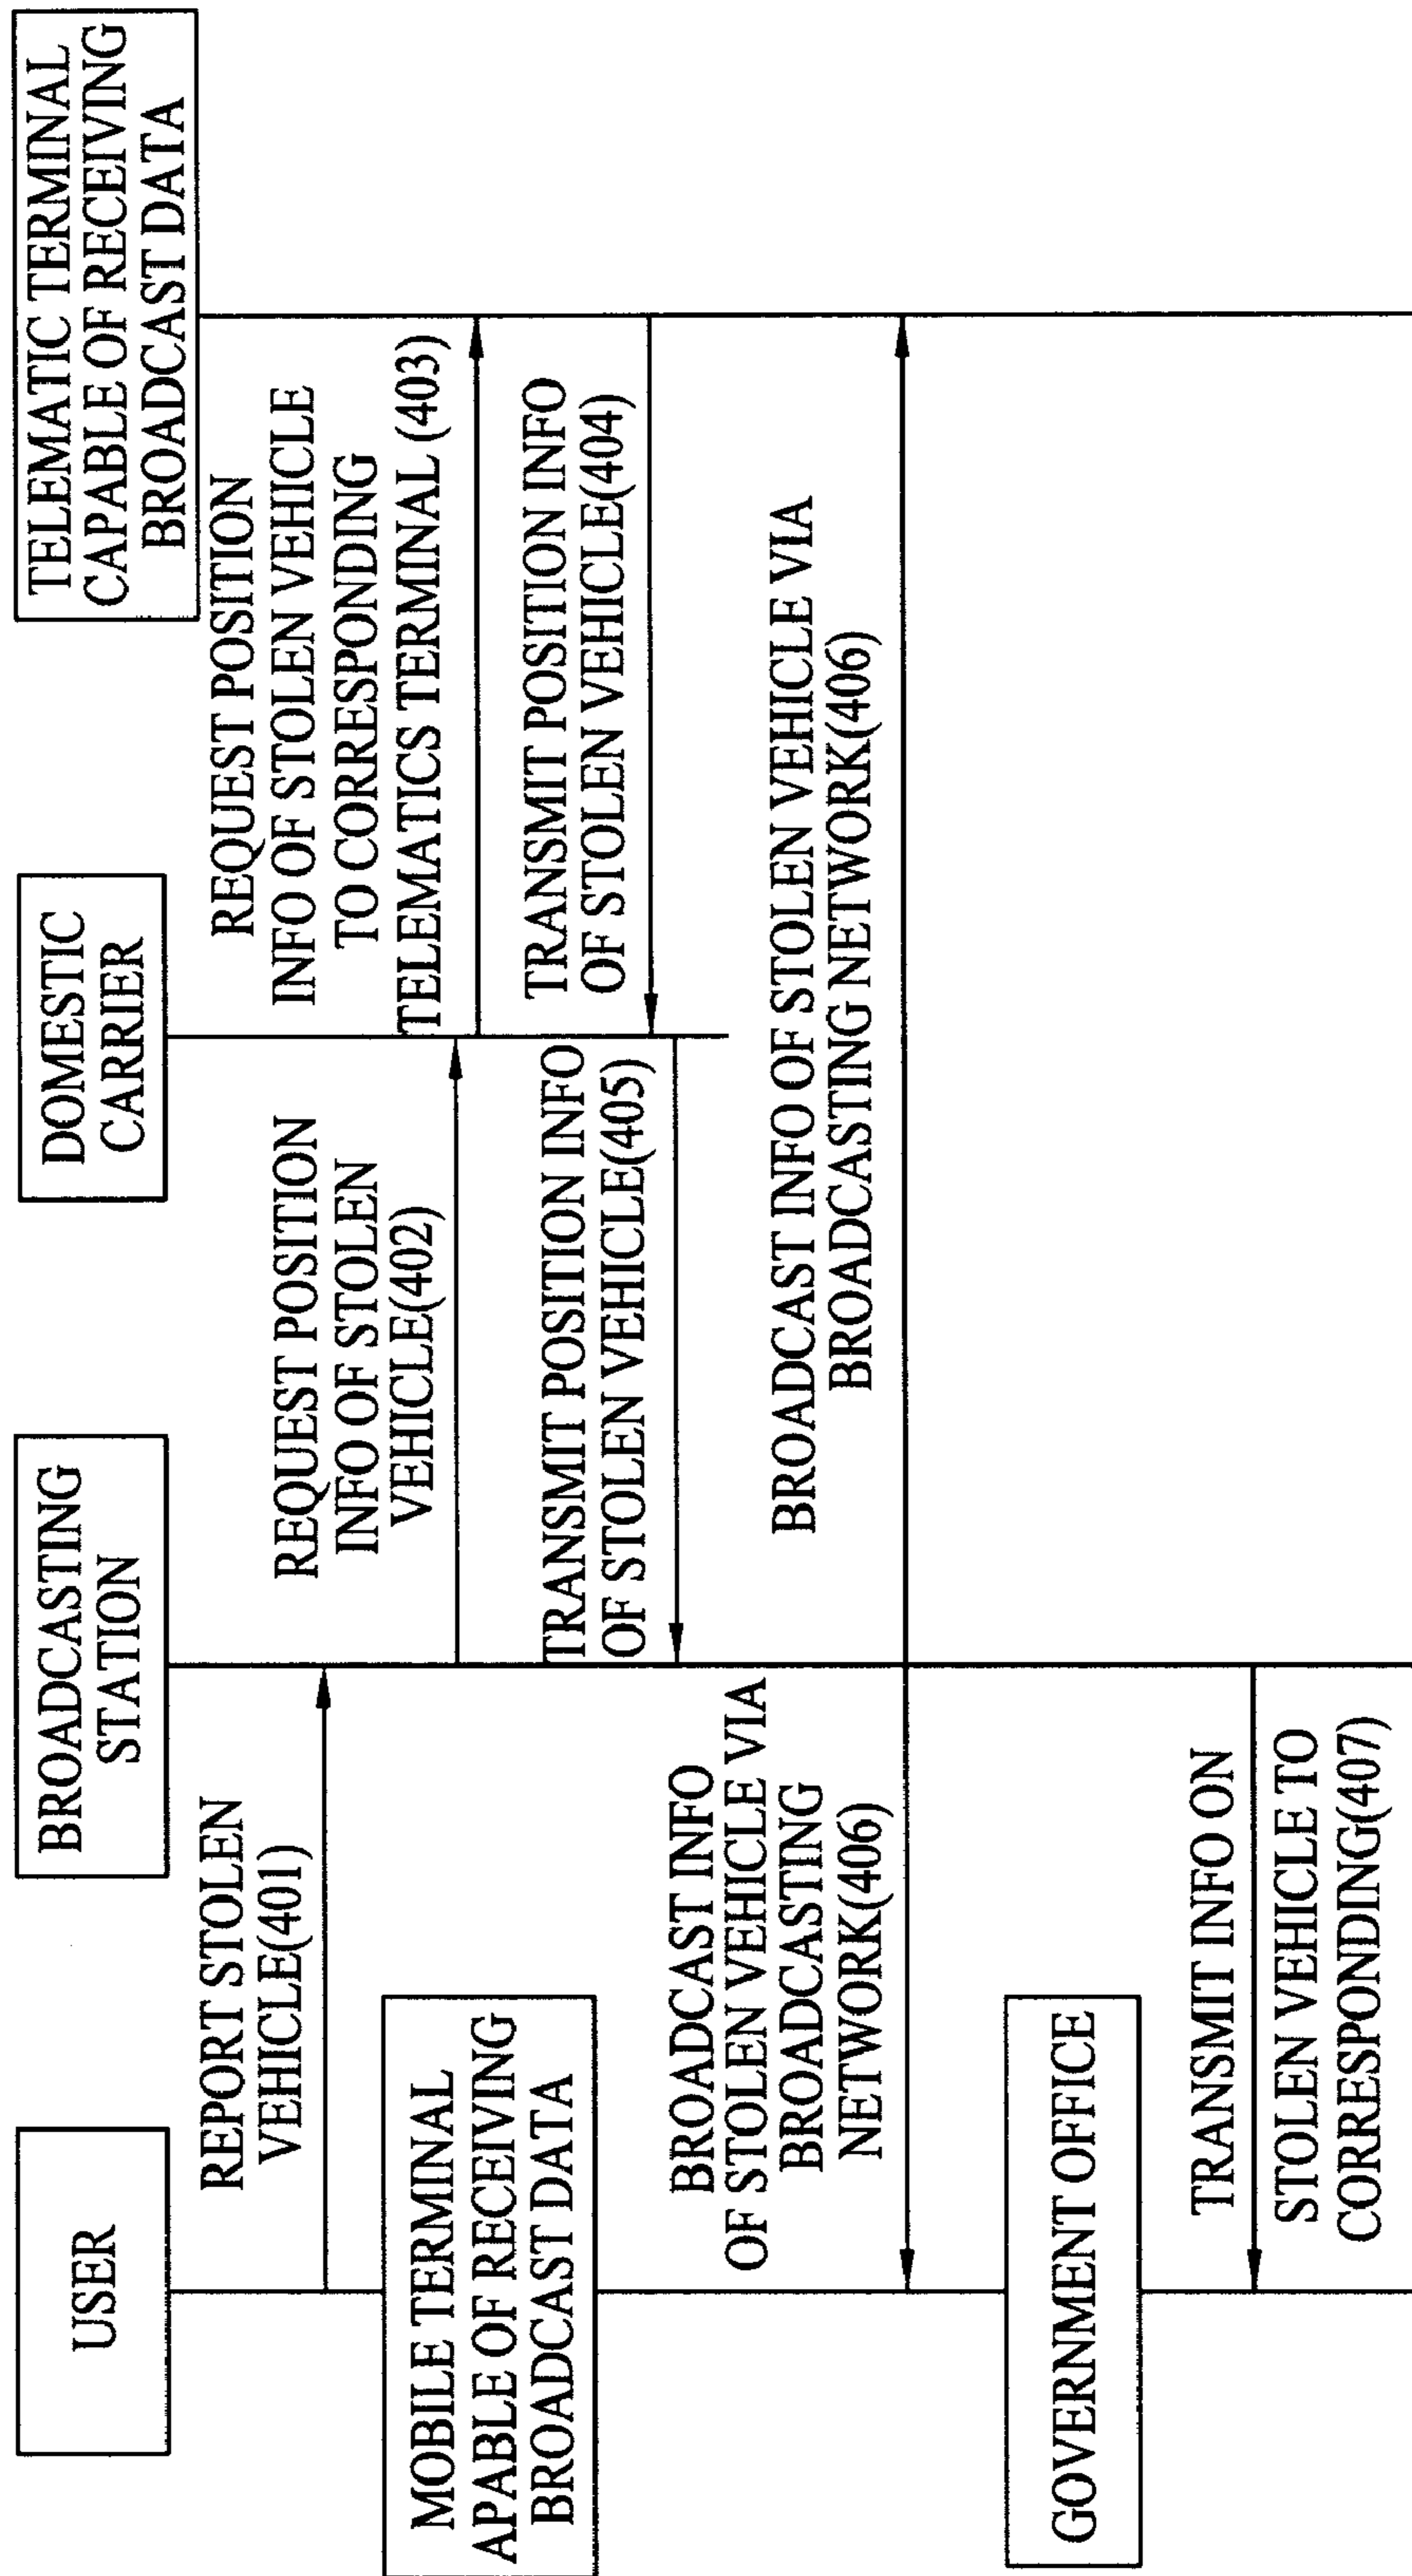 USER
BROADCASTING
STATION
DOMESTIC
CARRIER
TELEMATIC TERMINAL
CAPABLE OF RECEIVING
BROADCAST DATA
REPORT STOLEN
VEHICLE(401)
REQUEST POSITION
INFO OF STOLEN
VEHICLE(402)
REQUEST POSITION
INFO OF STOLEN VEHICLE
TO CORRESPONDING
TELEMATICS TERMINAL (403)
MOBILE TERMINAL
APABLE OF RECEIVING
BROADCAST DATA
TRANSMIT POSITION INFO
OF STOLEN VEHICLE(404)
TRANSMIT POSITION INFO
OF STOLEN VEHICLE(405)
BROADCAST INFO
OF STOLEN VEHICLE VIA
BROADCASTING
NETWORK(406)
BROADCAST INFO OF STOLEN VEHICLE VIA
BROADCASTING NETWORK(406)
GOVERNMENT OFFICE
TRANSMIT INFO ON
STOLEN VEHICLE TO
CORRESPONDING(407)